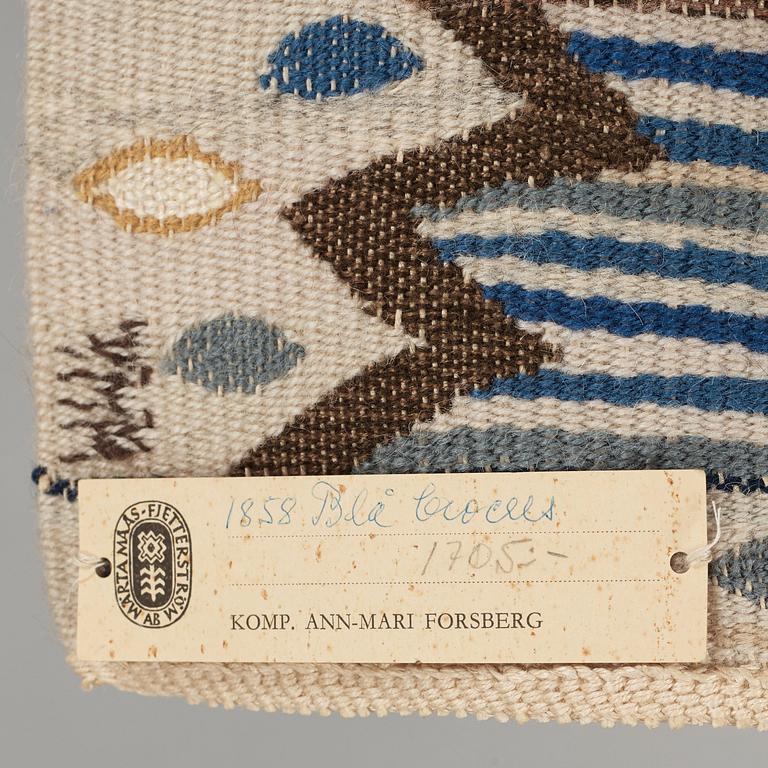 1858 Blå Crocus
1705:-
MÄRTA MÅÅS-FJETTERSTRÖM AB
KOMP. ANN-MARI FORSBERG